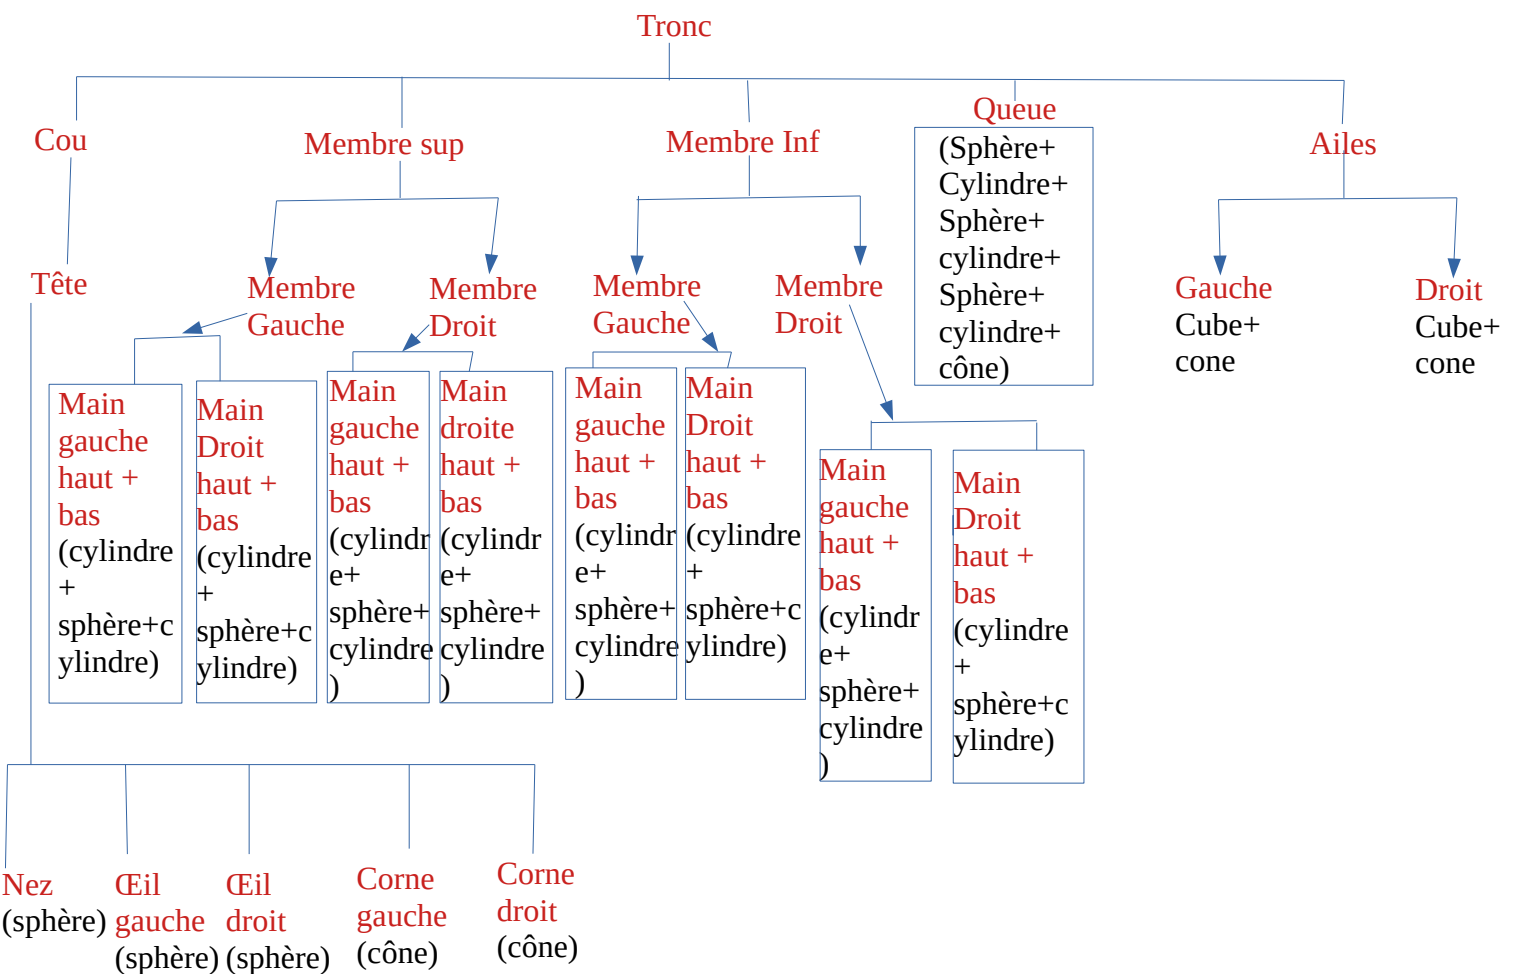 Tronc
Cou
Membre sup
Membre Inf
Queue
(Sphère+
Cylindre+
Sphère+
cylindre+
Sphère+
cylindre+
cône)
Ailes
Tête
Membre
Gauche
Membre
Droit
Membre
Gauche
Membre
Droit
Gauche
Cube+
cone
Droit
Cube+
cone
Main
gauche
haut +
bas
(cylindre
+
sphère+c
ylindre)
Main
Droit
haut +
bas
(cylindre
+
sphère+c
ylindre)
Main
gauche
haut +
bas
(cylindr
e+
sphère+
cylindre
)
Main
droite
haut +
bas
(cylindr
e+
sphère+
cylindre
)
Main
gauche
haut +
bas
(cylindr
e+
sphère+
cylindre
)
Main
Droit
haut +
bas
(cylindre
+
sphère+c
ylindre)
Main
gauche
haut +
bas
(cylindr
e+
sphère+
cylindre
)
Main
Droit
haut +
bas
(cylindre
+
sphère+c
ylindre)
Nez
(sphère)
Œil
gauche
(sphère)
Œil
droit
(sphère)
Corne
gauche
(cône)
Corne
droit
(cône)